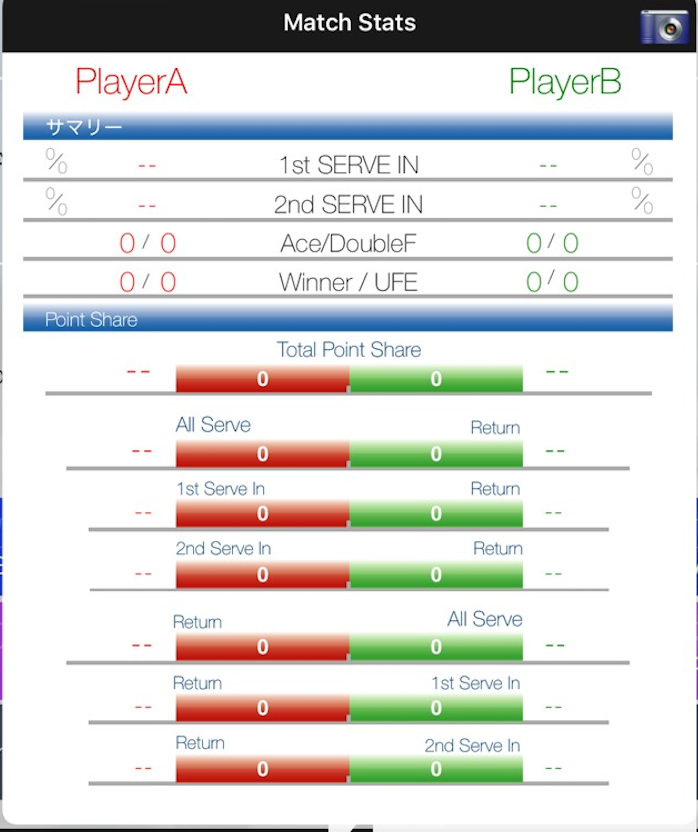 Match Stats
PlayerA PlayerB
サマリー
% -- 1st SERVE IN -- %
% -- 2nd SERVE IN -- %
0 / 0 Ace/DoubleF 0 / 0
0 / 0 Winner / UFE 0 / 0
Point Share
Total Point Share
-- 0 0 --
All Serve Return
-- 0 0 --
1st Serve In Return
-- 0 0 --
2nd Serve In Return
-- 0 0 --
Return All Serve
-- 0 0 --
Return 1st Serve In
-- 0 0 --
Return 2nd Serve In
-- 0 0 --